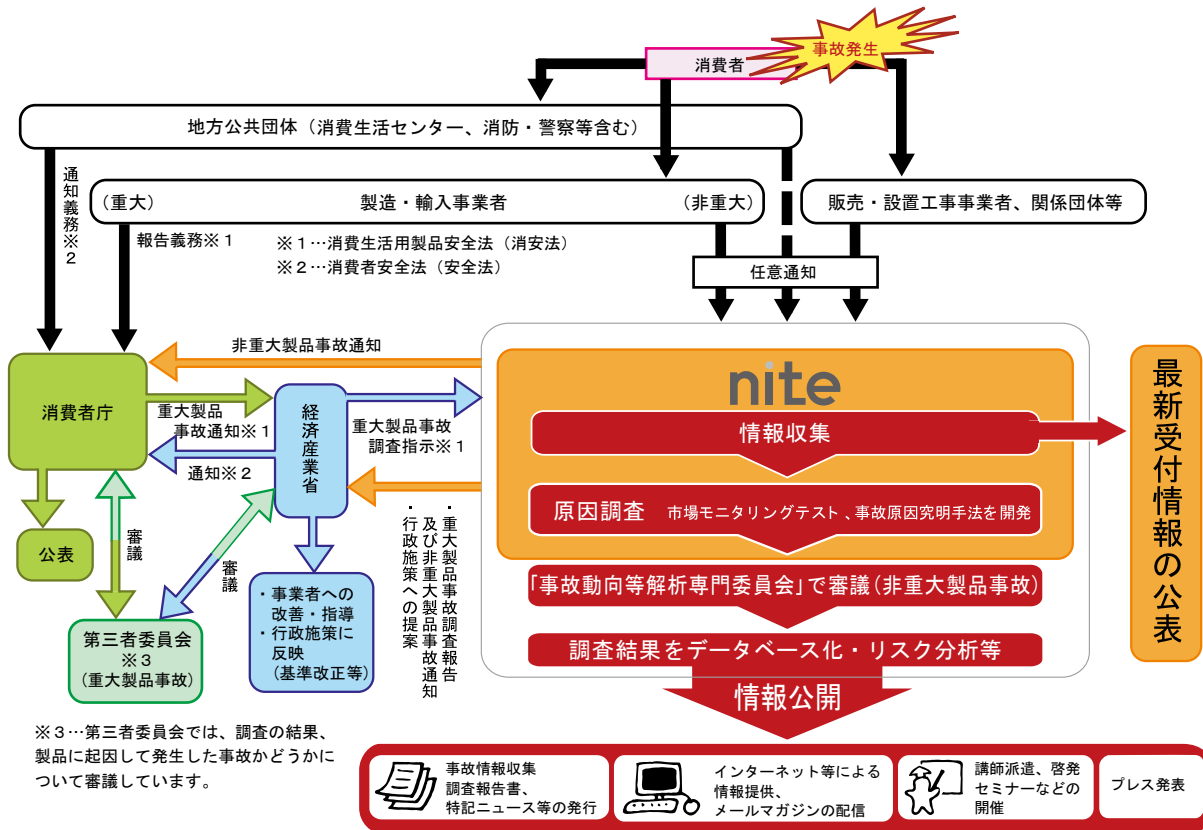 事故発生
消費者
地方公共団体（消費生活センター、消防・警察等含む）
通知義務※2
（重大）
製造・輸入事業者
（非重大）
販売・設置工事事業者、関係団体等
報告義務※1
※1…消費生活用製品安全法（消安法）
※2…消費者安全法（安全法）
任意通知
非重大製品事故通知
消費者庁
重大製品
事故通知※1
通知※2
経済産業省
重大製品事故
調査指示※1
nite
情報収集
原因調査 市場モニタリングテスト、事故原因究明手法を開発
「事故動向等解析専門委員会」で審議（非重大製品事故）
調査結果をデータベース化・リスク分析等
情報公開
最新受付情報の公表
公表
審議
審議
第三者委員会
※3
（重大製品事故）
・事業者への
改善・指導
・行政施策に
反映
（基準改正等）
・重大製品事故調査報告
及び非重大製品事故通知
・行政施策への提案
※3…第三者委員会では、調査の結果、
製品に起因して発生した事故かどうかに
ついて審議しています。
事故情報収集
調査報告書、
特記ニュース等の発行
インターネット等による
情報提供、
メールマガジンの配信
講師派遣、啓発
セミナーなどの
開催
プレス発表